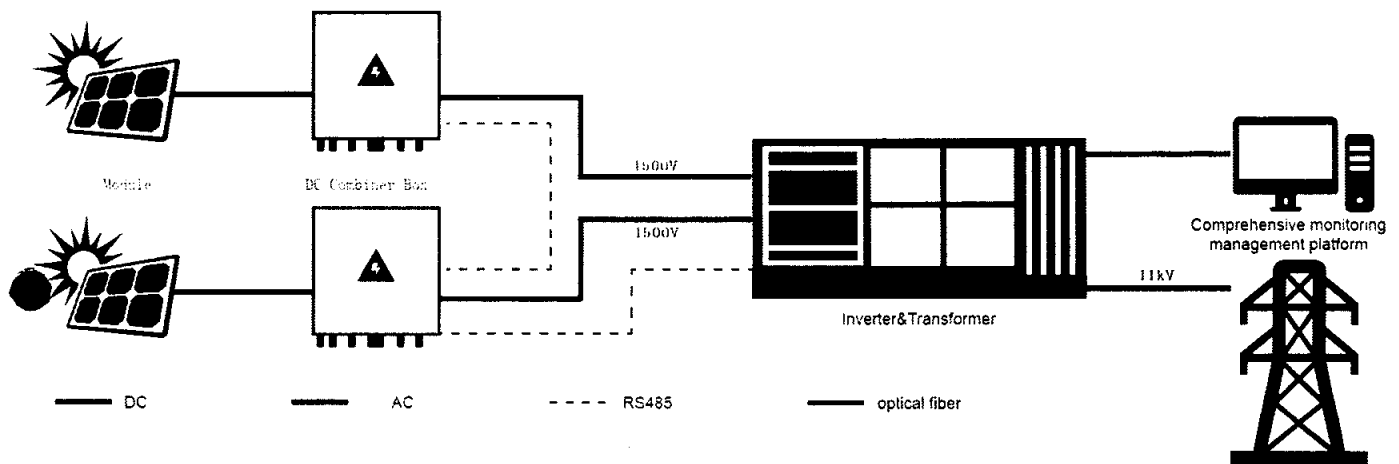 1500V
Module
DC Combiner Box
1500V
Comprehensive monitoring
management platform
11kV
Inverter&Transformer
DC
AC
RS485
optical fiber